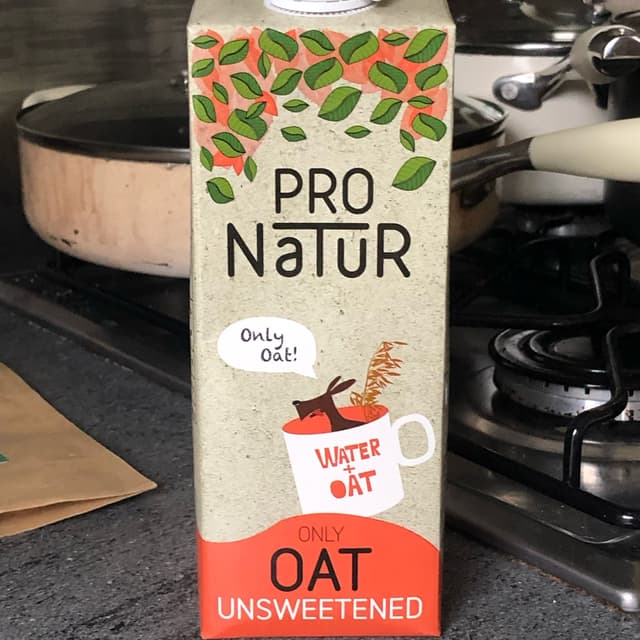 PRO
NaTuR
Only
Oat!
WATER
+
OAT
ONLY
OAT
UNSWEETENED